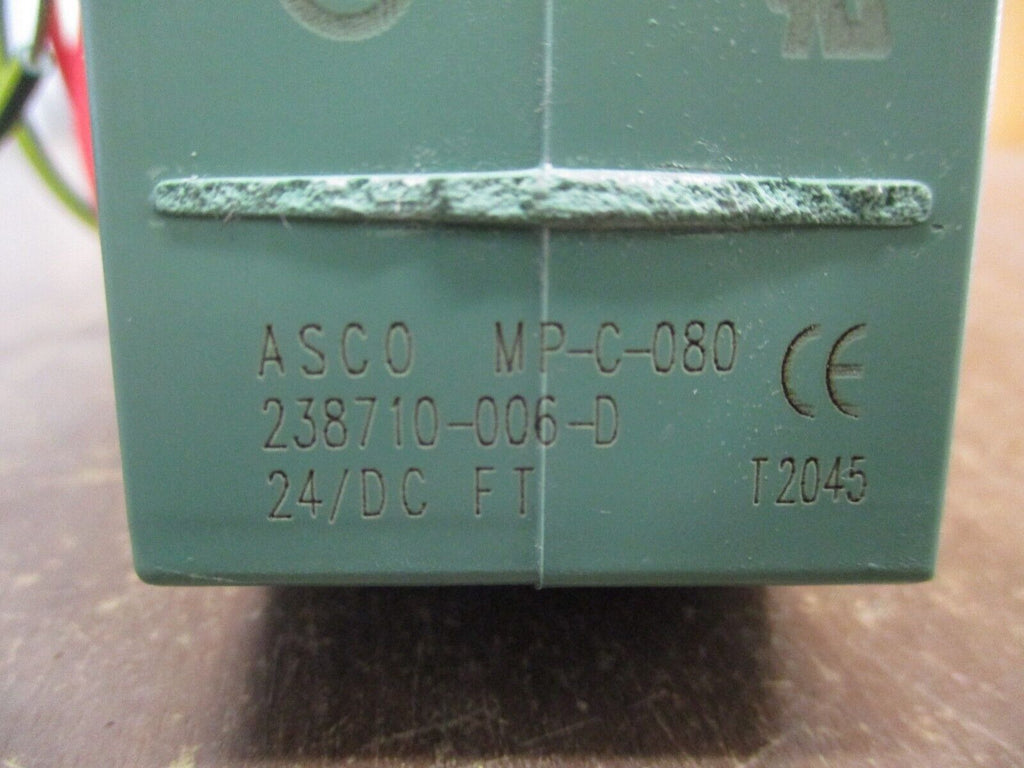 ASCO MP-C-080 CE
238710-006-D
24/DC FT T2045